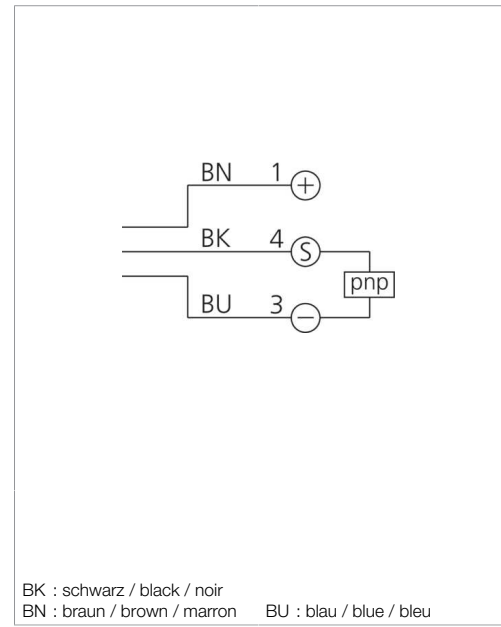 BN 1 +
BK 4 S
pnp
BU 3 −
BK : schwarz / black / noir
BN : braun / brown / marron BU : blau / blue / bleu